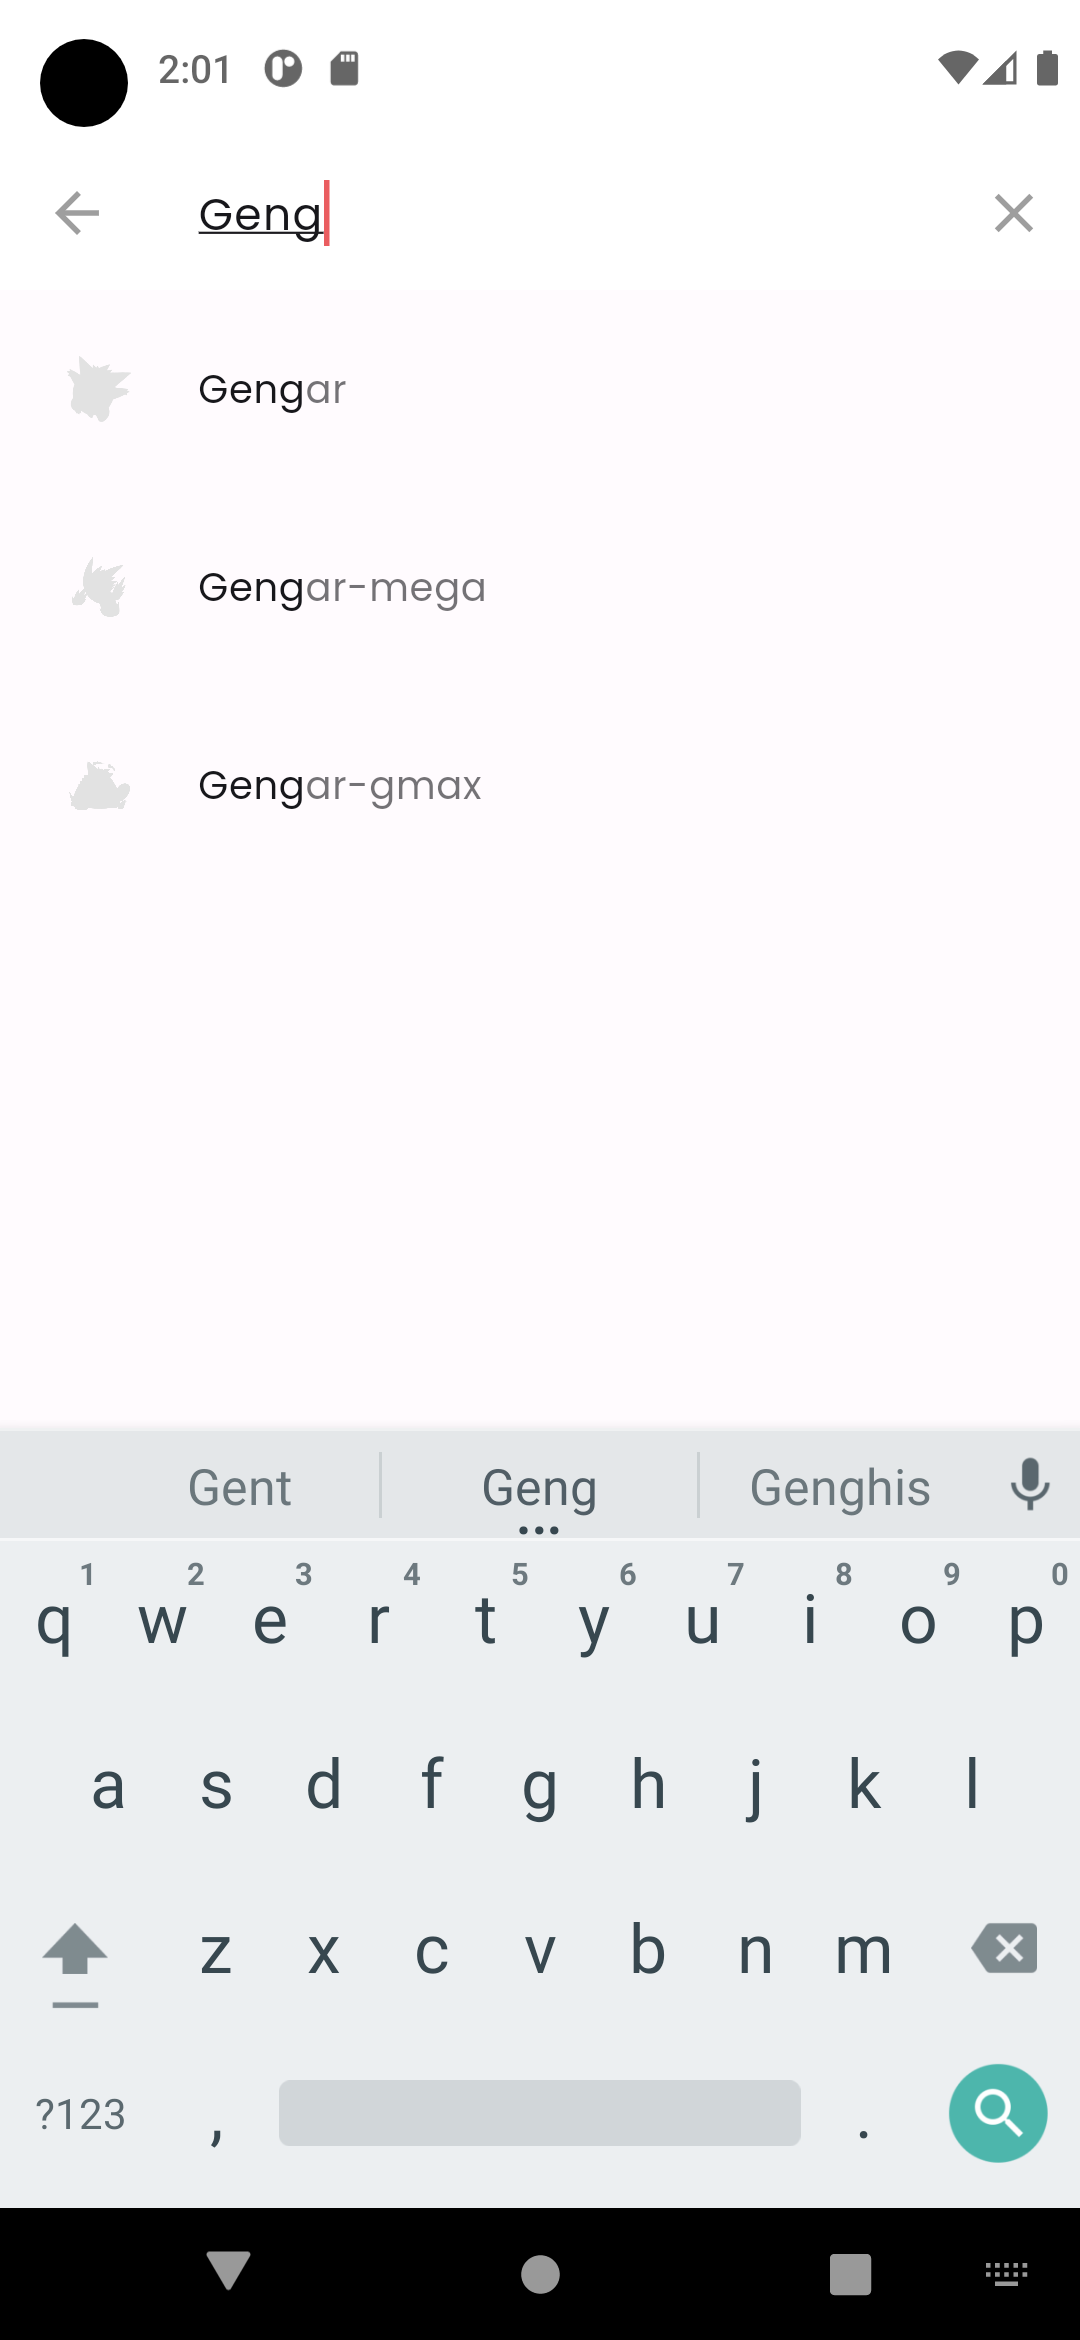 2:01
Geng
Gengar
Gengar-mega
Gengar-gmax
Gent Geng Genghis
1 2 3 4 5 6 7 8 9 0
q w e r t y u i o p
a s d f g h j k l
z x c v b n m
?123 , .